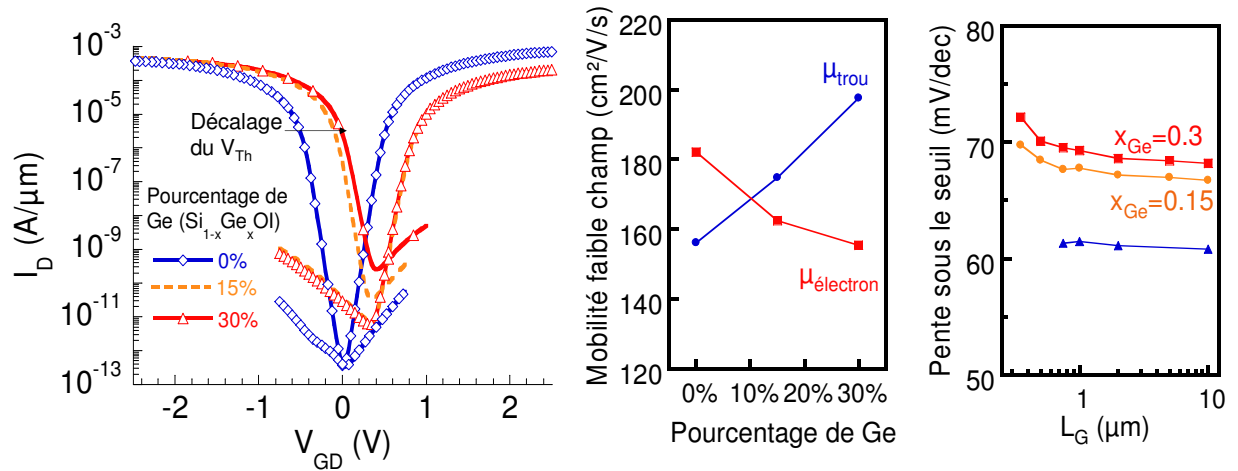 I_D (A/µm)
10⁻³
10⁻⁵
10⁻⁷
10⁻⁹
10⁻¹¹
10⁻¹³
Décalage
du V_Th
Pourcentage de
Ge (Si₁₋ₓGeₓOI)
0%
15%
30%
-2 -1 0 1 2
V_GD (V)
Mobilité faible champ (cm²/V/s)
220
200
180
160
140
120
µ_trou
µ_électron
0% 10% 20% 30%
Pourcentage de Ge
Pente sous le seuil (mV/dec)
80
70
60
50
x_Ge=0.3
x_Ge=0.15
1 10
L_G (µm)